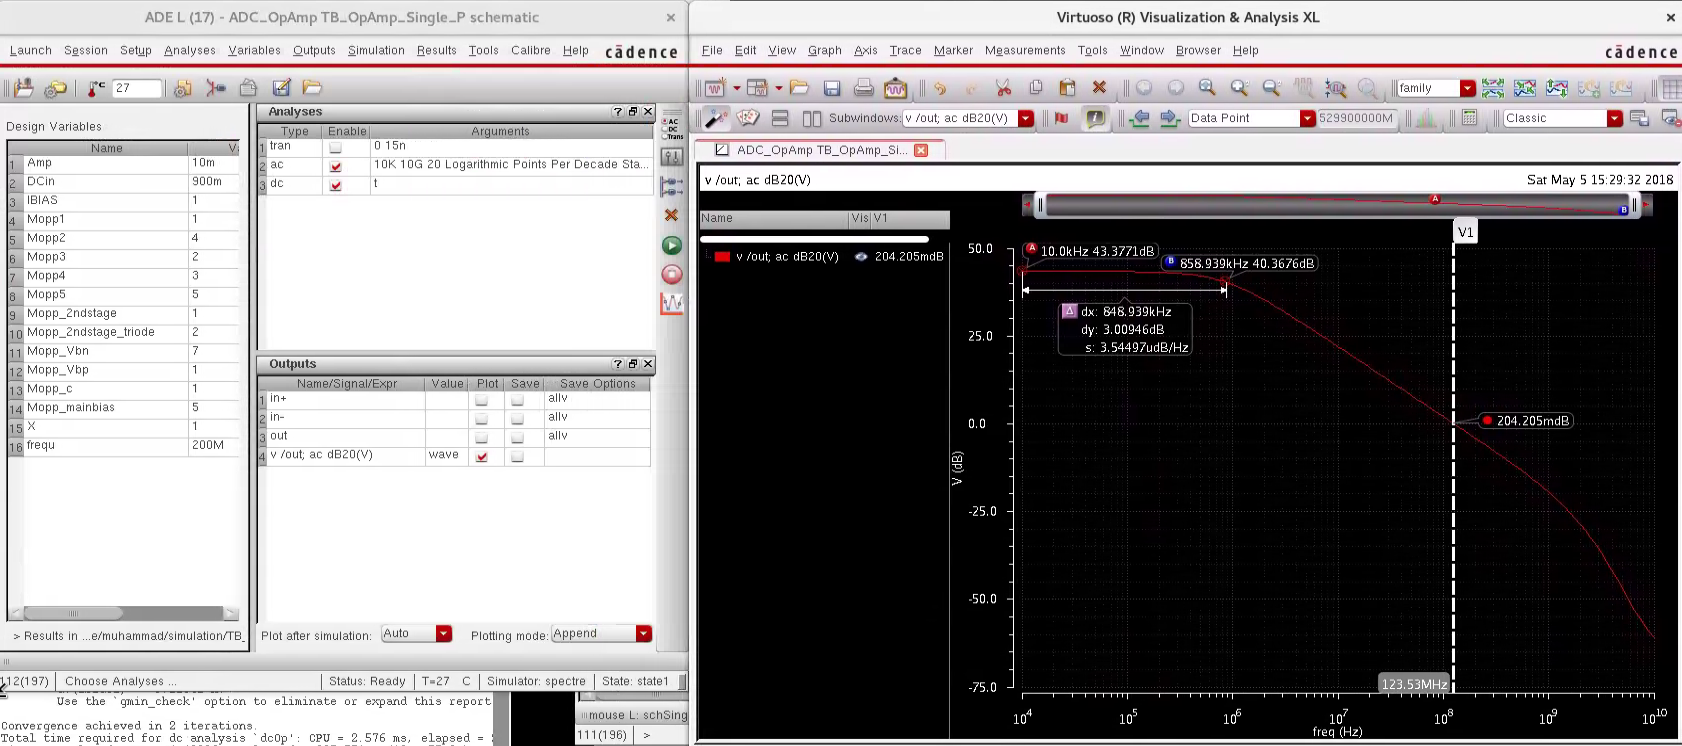 ADE L (17) - ADC_OpAmp TB_OpAmp_Single_P schematic
Launch Session Setup Analyses Variables Outputs Simulation Results Tools Calibre Help cādence
°C 27
Design Variables
Name Va
1 Amp 10m
2 DCin 900m
3 IBIAS 1
4 Mopp1 1
5 Mopp2 4
6 Mopp3 2
7 Mopp4 3
8 Mopp5 5
9 Mopp_2ndstage 1
10 Mopp_2ndstage_triode 2
11 Mopp_Vbn 7
12 Mopp_Vbp 1
13 Mopp_c 1
14 Mopp_mainbias 5
15 X 1
16 frequ 200M
> Results in ...e/muhammad/simulation/TB_
Analyses ?
Type Enable Arguments
1 tran 0 15n
2 ac 10K 10G 20 Logarithmic Points Per Decade Sta...
3 dc t
AC
DC
Trans
Outputs ?
Name/Signal/Expr Value Plot Save Save Options
1 in+ allv
2 in- allv
3 out allv
4 v /out; ac dB20(V) wave
Plot after simulation: Auto Plotting mode: Append
112(197) Choose Analyses ... Status: Ready T=27 C Simulator: spectre State: state1
Use the `gmin_check' option to eliminate or expand this report
Convergence achieved in 2 iterations.
Total time required for dc analysis `dcOp': CPU = 2.576 ms, elapsed =
mouse L: schSing
111(196) >
Virtuoso (R) Visualization & Analysis XL
File Edit View Graph Axis Trace Marker Measurements Tools Window Browser Help cādence
family
Subwindows: v /out; ac dB20(V) Data Point 529900000M Classic
ADC_OpAmp TB_OpAmp_Si...
v /out; ac dB20(V) Sat May 5 15:29:32 2018
Name Vis V1
v /out; ac dB20(V) 204.205mdB
A
B
V1
A 10.0kHz 43.3771dB
B 858.939kHz 40.3676dB
Δ dx: 848.939kHz
dy: 3.00946dB
s: 3.54497udB/Hz
204.205mdB
50.0
25.0
0.0
-25.0
-50.0
-75.0
V (dB)
123.53MHz
10^4 10^5 10^6 10^7 10^8 10^9 10^10
freq (Hz)